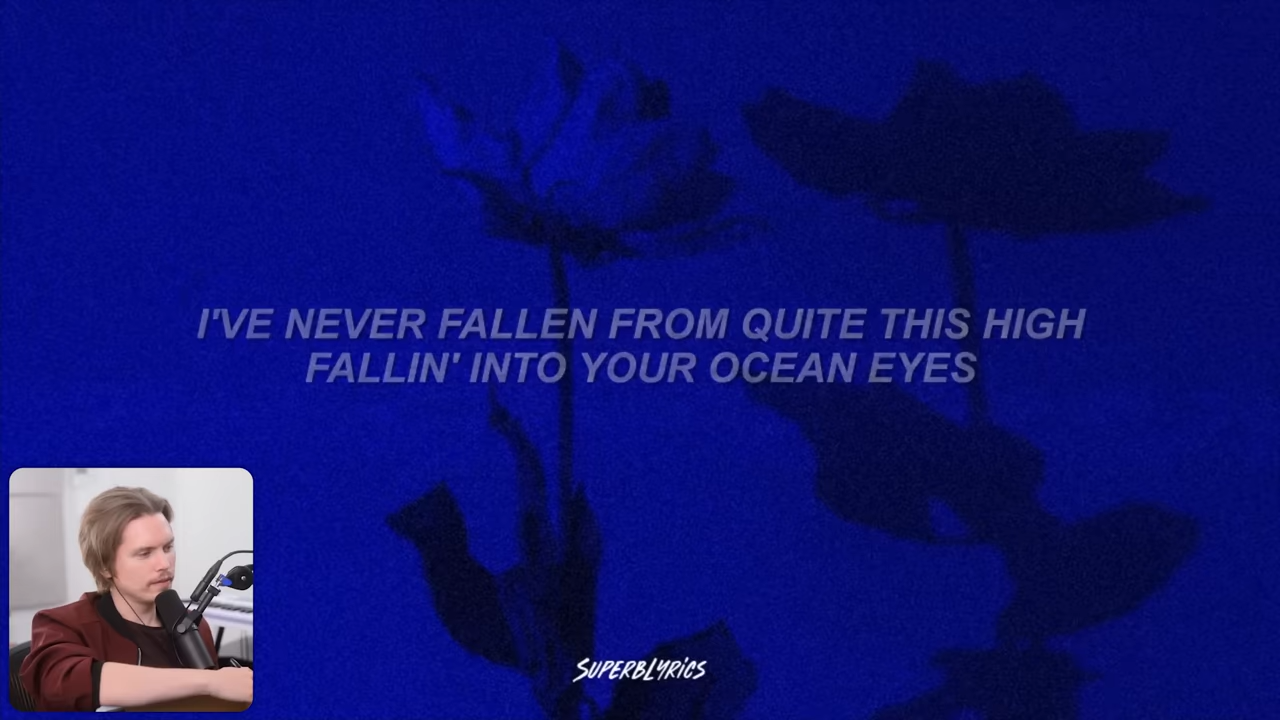 I'VE NEVER FALLEN FROM QUITE THIS HIGH
FALLIN' INTO YOUR OCEAN EYES
SUPERBLYRICS